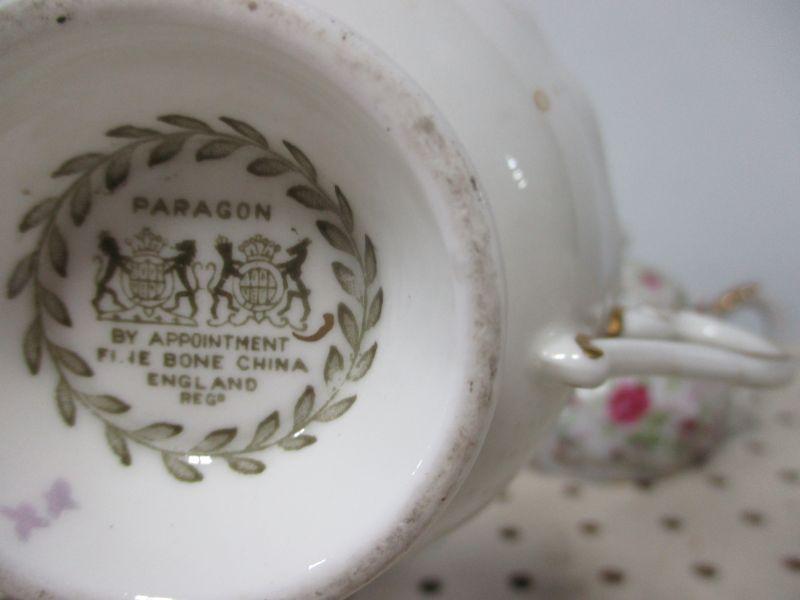 PARAGON
BY APPOINTMENT
FINE BONE CHINA
ENGLAND
REGD